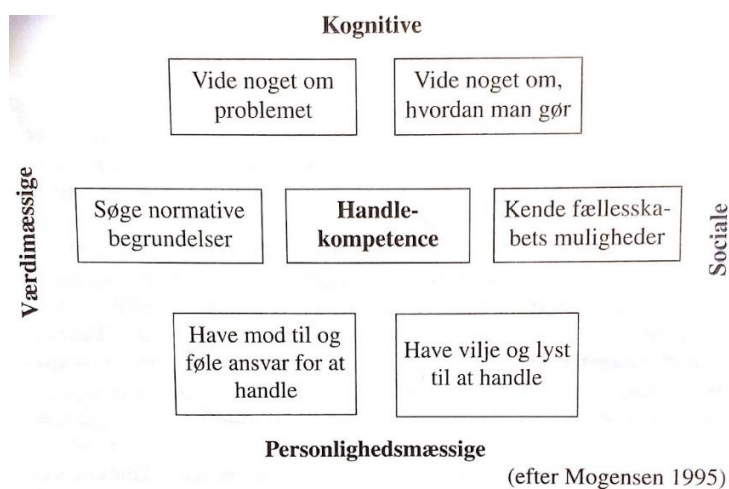 Kognitive
Vide noget om
problemet
Vide noget om,
hvordan man gør
Værdimæssige
Søge normative
begrundelser
Handle-
kompetence
Kende fællesska-
bets muligheder
Sociale
Have mod til og
føle ansvar for at
handle
Have vilje og lyst
til at handle
Personlighedsmæssige
(efter Mogensen 1995)